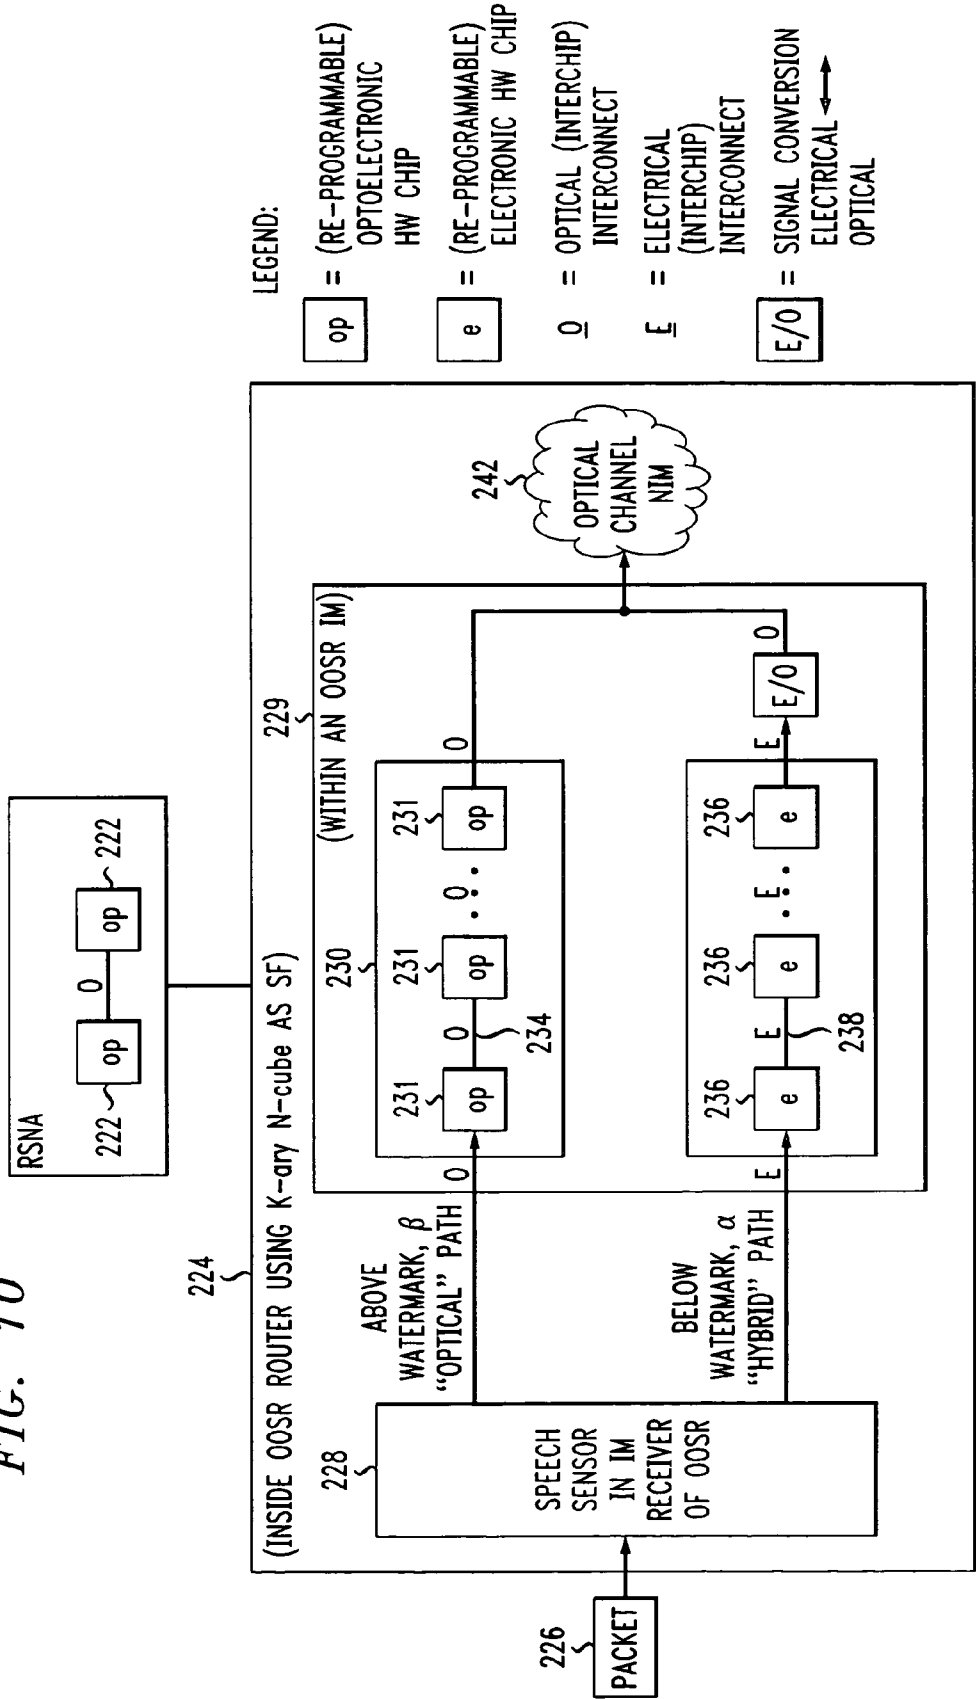 FIG. 10
RSNA
222
op
O
op
222
224
(INSIDE OOSR ROUTER USING K-ary N-cube AS SF)
226
PACKET
228
SPEECH
SENSOR
IN IM
RECEIVER
OF OOSR
ABOVE
WATERMARK, β
"OPTICAL" PATH
BELOW
WATERMARK, α
"HYBRID" PATH
229
(WITHIN AN OOSR IM)
230
O
231
op
O
234
231
op
. O . .
231
op
O
E
236
e
E
238
236
e
. E . .
236
e
E
E/O
O
242
OPTICAL
CHANNEL
NIM
LEGEND:
op = (RE-PROGRAMMABLE)
OPTOELECTRONIC
HW CHIP
e = (RE-PROGRAMMABLE)
ELECTRONIC HW CHIP
O = OPTICAL (INTERCHIP)
INTERCONNECT
E = ELECTRICAL
(INTERCHIP)
INTERCONNECT
E/O = SIGNAL CONVERSION
ELECTRICAL ↔
OPTICAL